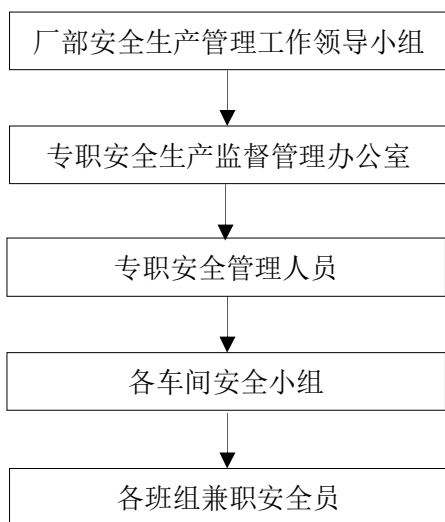 厂部安全生产管理工作领导小组
专职安全生产监督管理办公室
专职安全管理人员
各车间安全小组
各班组兼职安全员